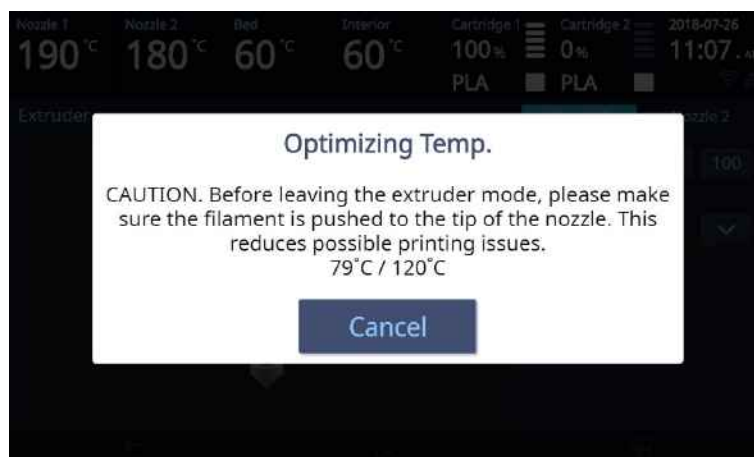 Nozzle 1 Nozzle 2 Bed Interior Cartridge 1 Cartridge 2 2018-07-26
190°C 180°C 60°C 60°C 100% 0% 11:07
PLA PLA
Extruder Nozzle 2
100
Optimizing Temp.
CAUTION. Before leaving the extruder mode, please make
sure the filament is pushed to the tip of the nozzle. This
reduces possible printing issues.
79˚C / 120˚C
Cancel